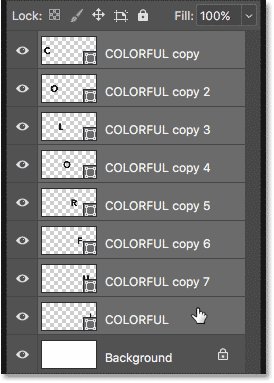 Lock: Fill: 100%
C COLORFUL copy
O COLORFUL copy 2
L COLORFUL copy 3
O COLORFUL copy 4
R COLORFUL copy 5
F COLORFUL copy 6
U COLORFUL copy 7
COLORFUL
Background